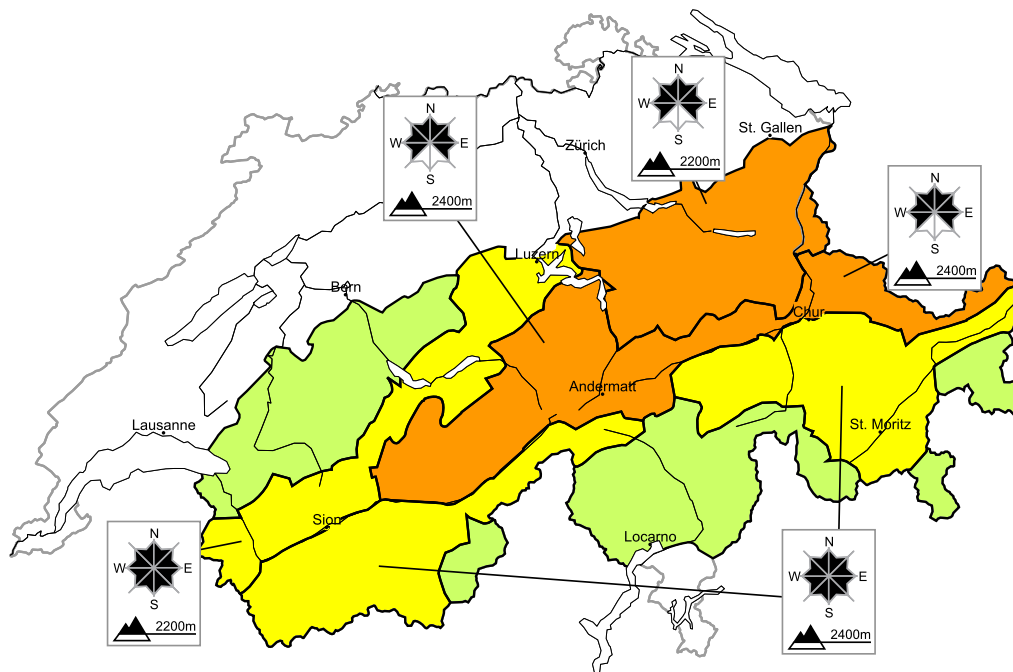 N
W E
S
2200m
St. Gallen
N
W E
S
2400m
Zürich
N
W E
S
2400m
Luzern
Bern
Chur
Andermatt
Lausanne
St. Moritz
Sion
N
W E
S
2200m
Locarno
N
W E
S
2400m